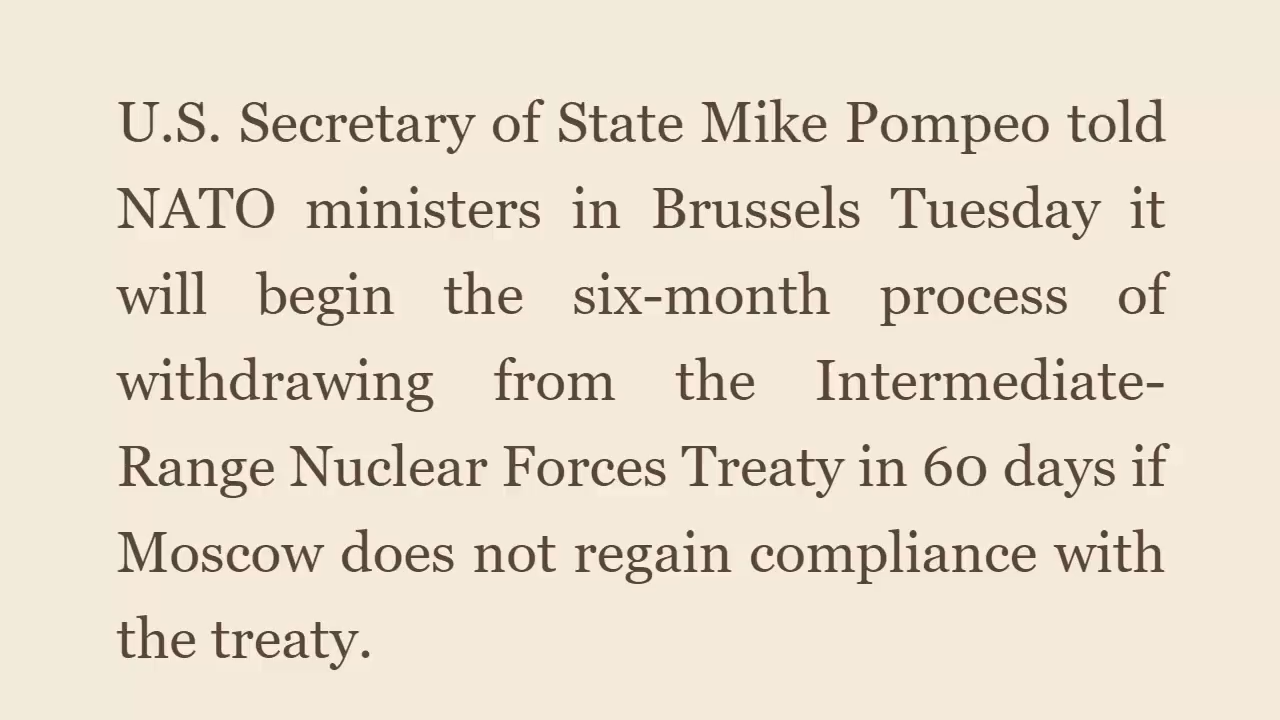 U.S. Secretary of State Mike Pompeo told
NATO ministers in Brussels Tuesday it
will begin the six-month process of
withdrawing from the Intermediate-
Range Nuclear Forces Treaty in 60 days if
Moscow does not regain compliance with
the treaty.